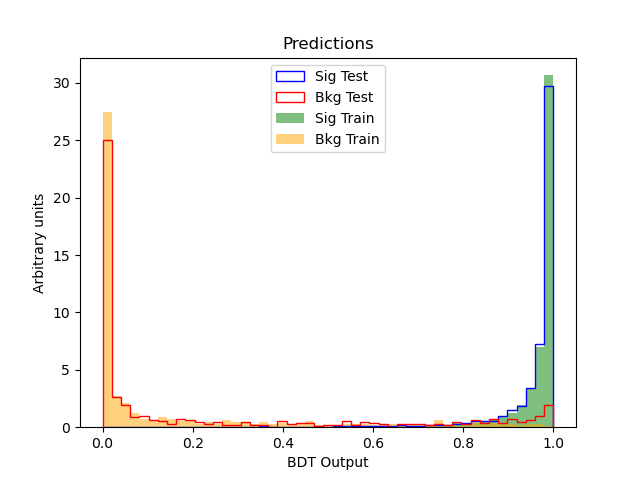 Predictions
Sig Test
Bkg Test
Sig Train
Bkg Train
Arbitrary units
30
25
20
15
10
5
0
0.0 0.2 0.4 0.6 0.8 1.0
BDT Output